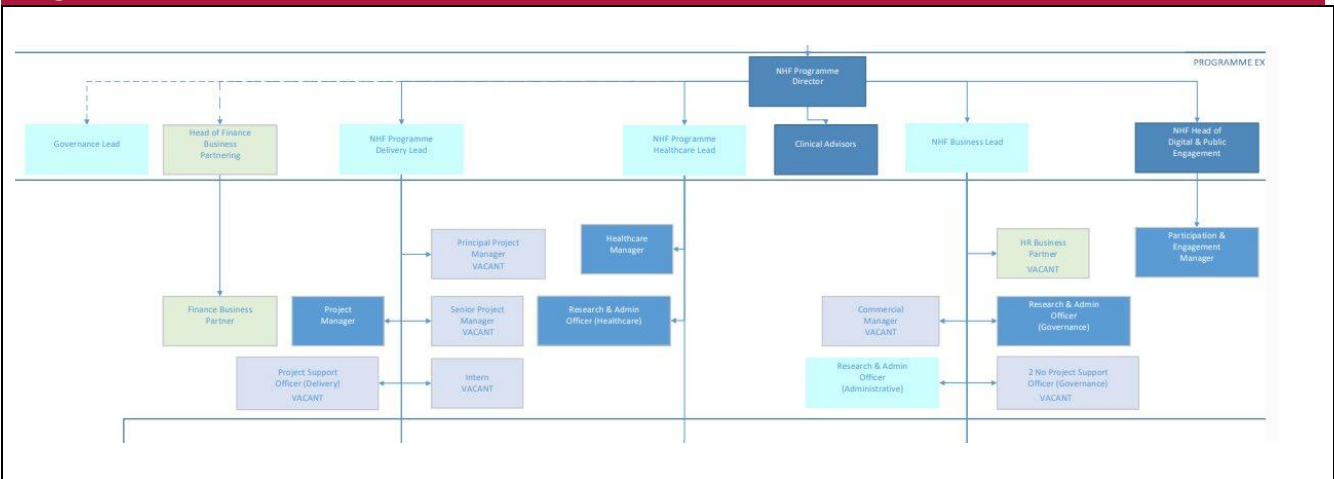 PROGRAMME EX
NHF Programme
Director
Governance Lead
Head of Finance
Business
Partnering
NHF Programme
Delivery Lead
NHF Programme
Healthcare Lead
Clinical Advisors
NHF Business Lead
NHF Head of
Digital & Public
Engagement
Principal Project
Manager
VACANT
Healthcare
Manager
HR Business
Partner
VACANT
Participation &
Engagement
Manager
Finance Business
Partner
Project
Manager
Senior Project
Manager
VACANT
Research & Admin
Officer (Healthcare)
Commercial
Manager
VACANT
Research & Admin
Officer
(Governance)
Project Support
Officer (Delivery)
VACANT
Intern
VACANT
Research & Admin
Officer
(Administrative)
2 No Project Support
Officer (Governance)
VACANT